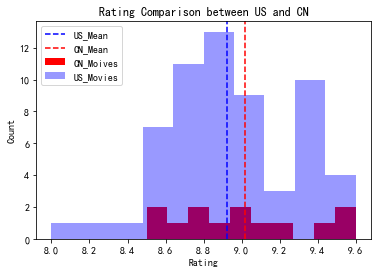 Rating Comparison between US and CN
US_Mean
CN_Mean
CN_Moives
US_Movies
Count
12
10
8
6
4
2
0
8.0 8.2 8.4 8.6 8.8 9.0 9.2 9.4 9.6
Rating